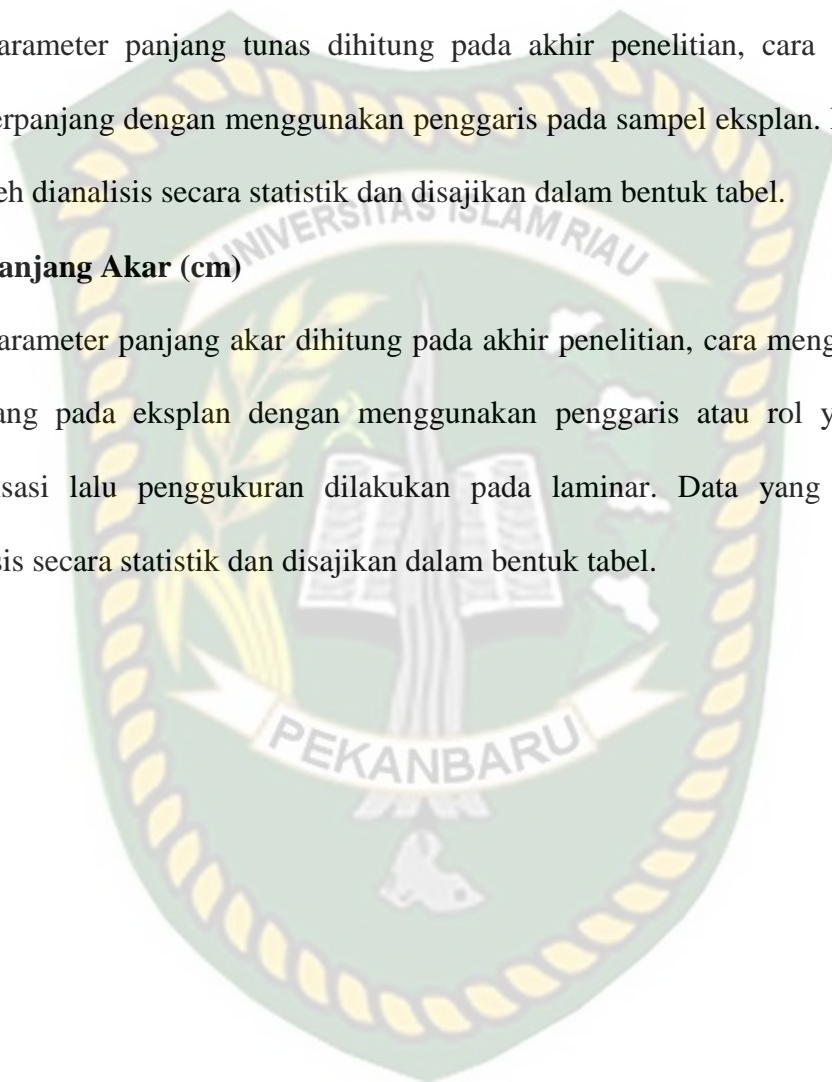 arameter panjang tunas dihitung pada akhir penelitian, cara
erpanjang dengan menggunakan penggaris pada sampel eksplan.
eh dianalisis secara statistik dan disajikan dalam bentuk tabel.
UNIVERSITAS ISLAM RIAU
anjang Akar (cm)
arameter panjang akar dihitung pada akhir penelitian, cara meng
ang pada eksplan dengan menggunakan penggaris atau rol y
sasi lalu penggukuran dilakukan pada laminar. Data yang
sis secara statistik dan disajikan dalam bentuk tabel.
PEKANBARU